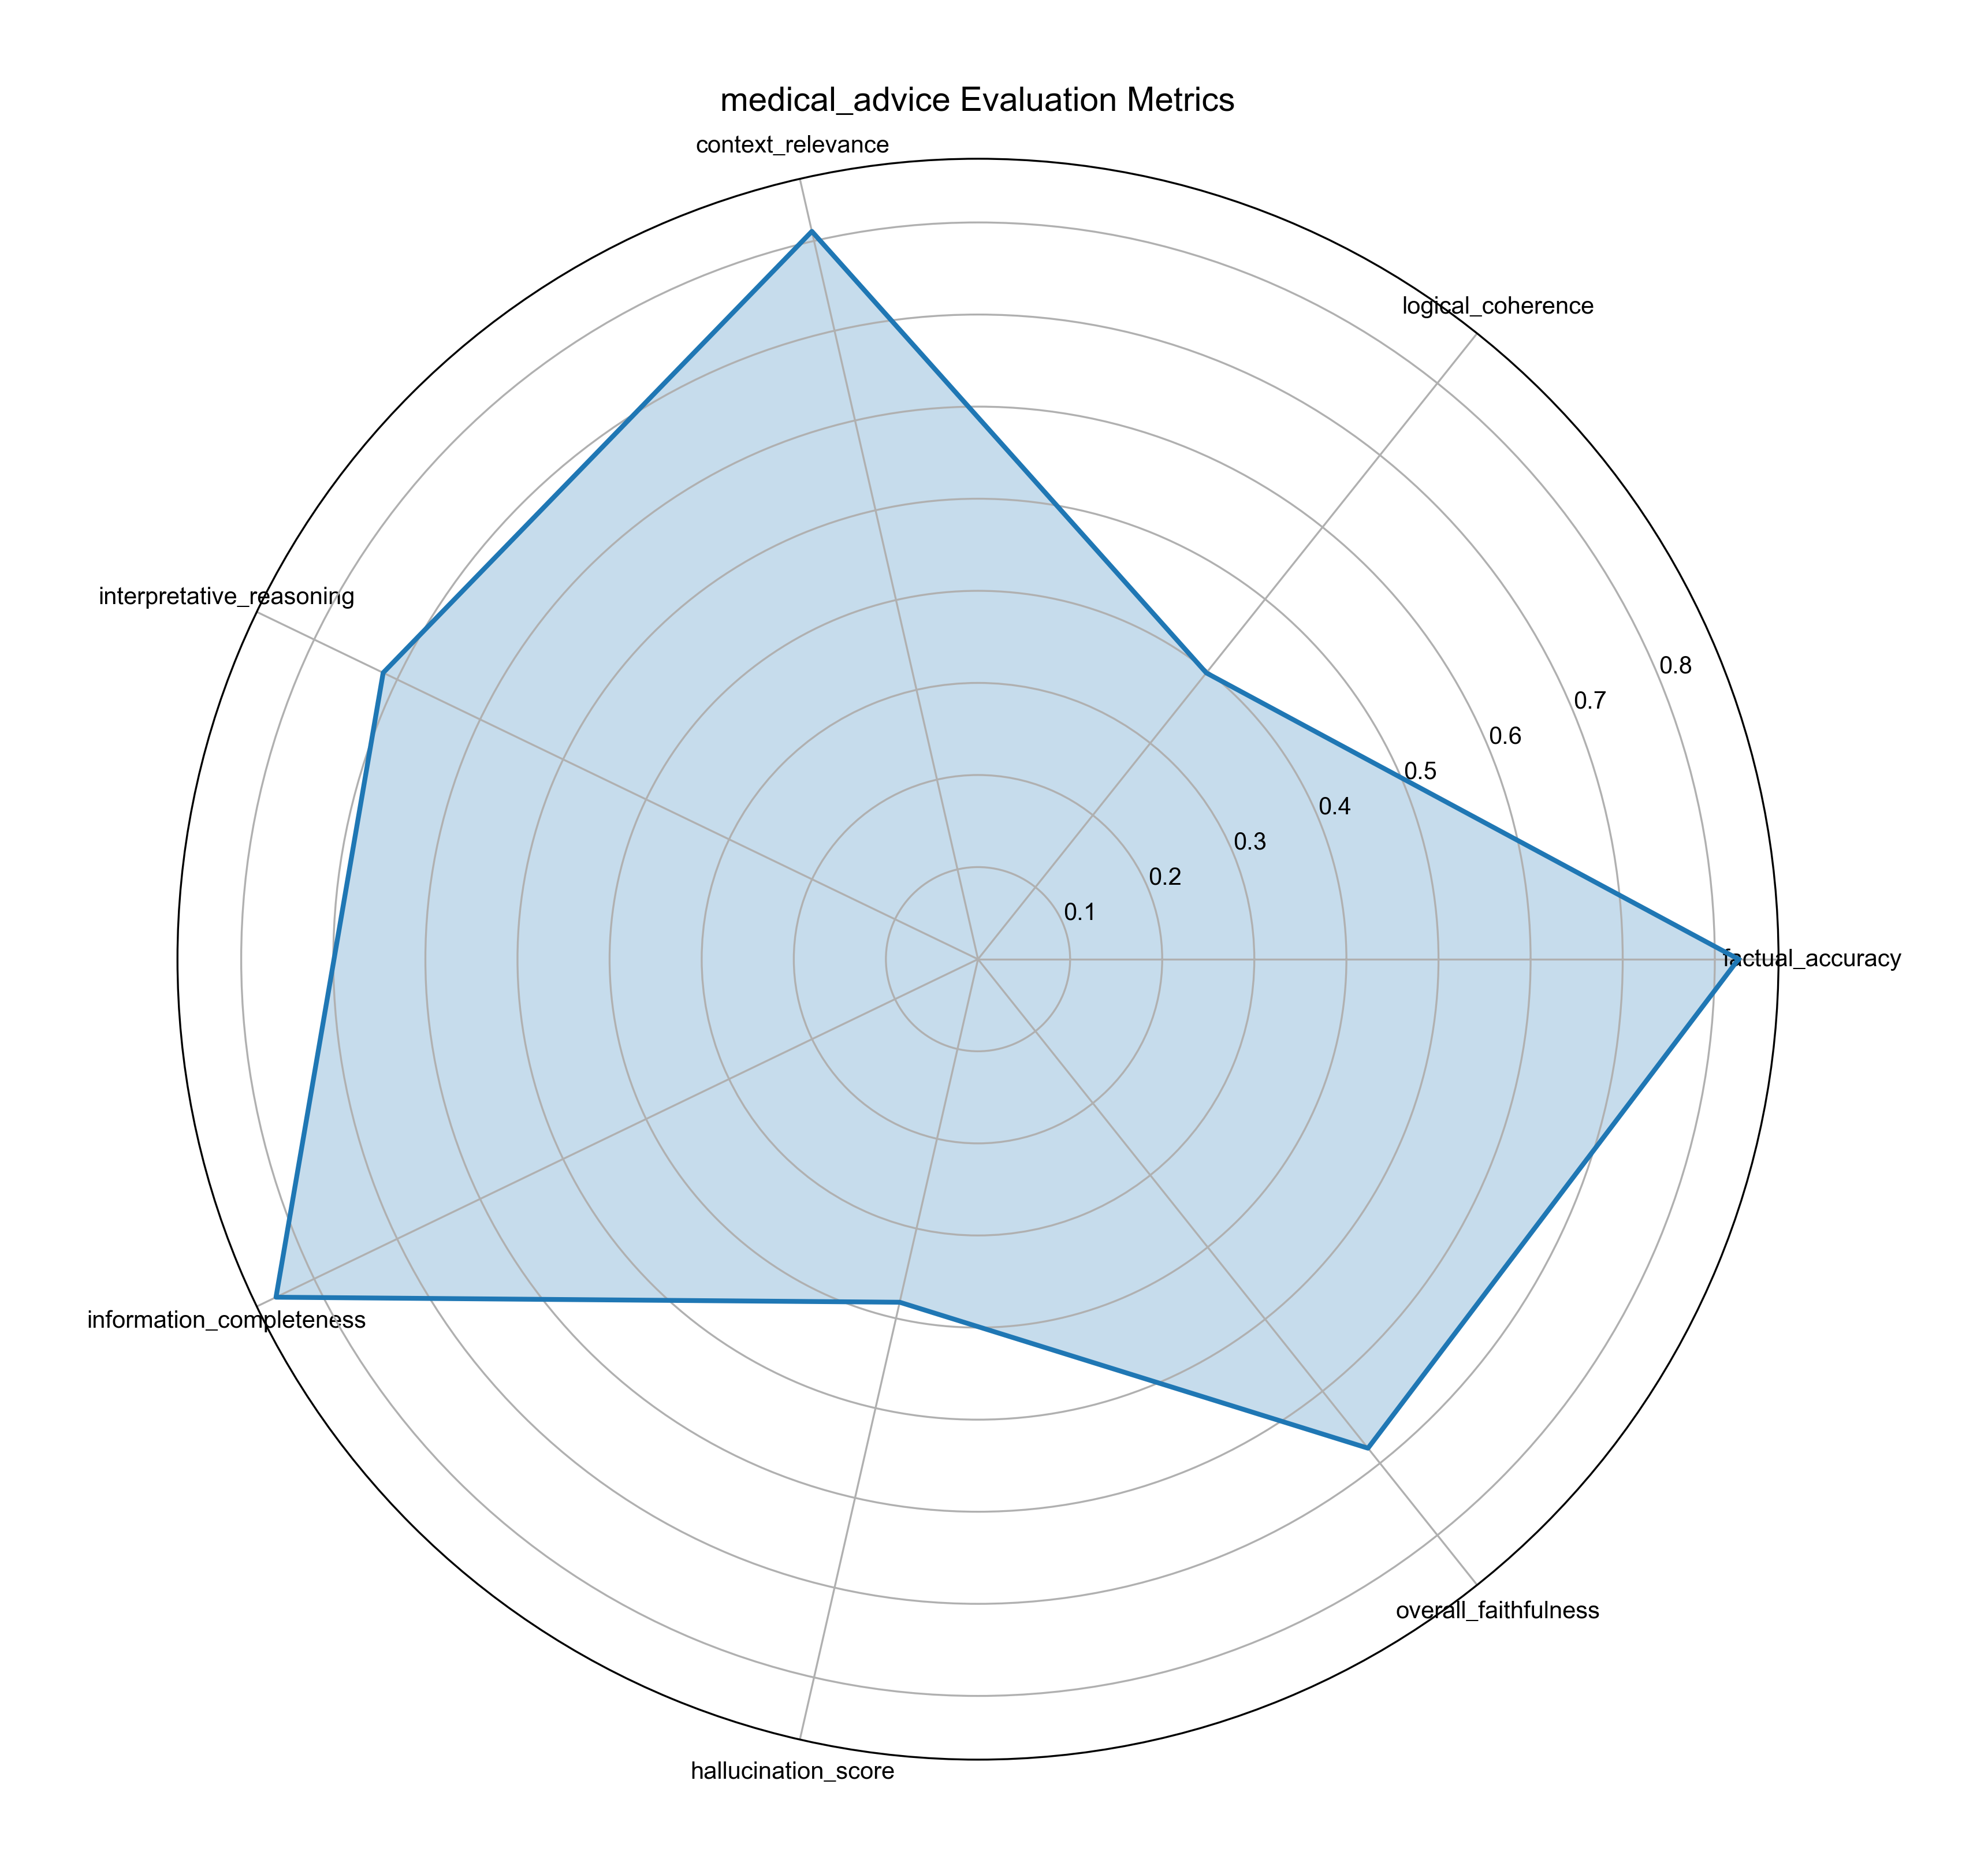 medical_advice Evaluation Metrics
context_relevance
logical_coherence
interpretative_reasoning
0.8
0.7
0.6
0.5
0.4
0.3
0.2
0.1
factual_accuracy
information_completeness
overall_faithfulness
hallucination_score